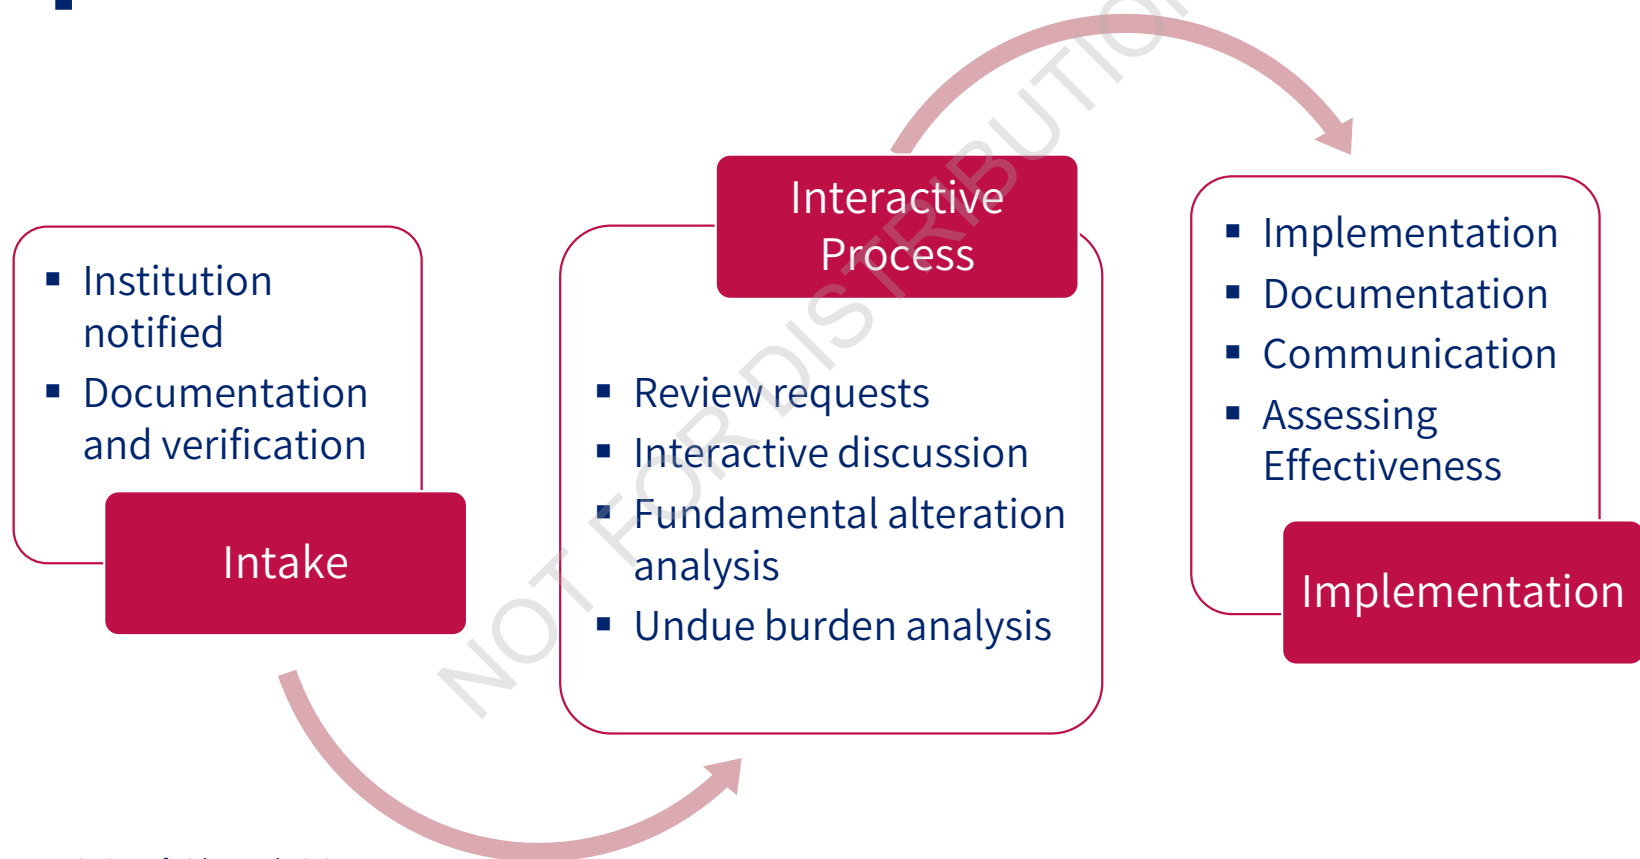 Institution
notified
Documentation
and verification
Intake
Interactive
Process
Review requests
Interactive discussion
Fundamental alteration
analysis
Undue burden analysis
Implementation
Documentation
Communication
Assessing
Effectiveness
Implementation
NOT FOR DISTRIBUTION